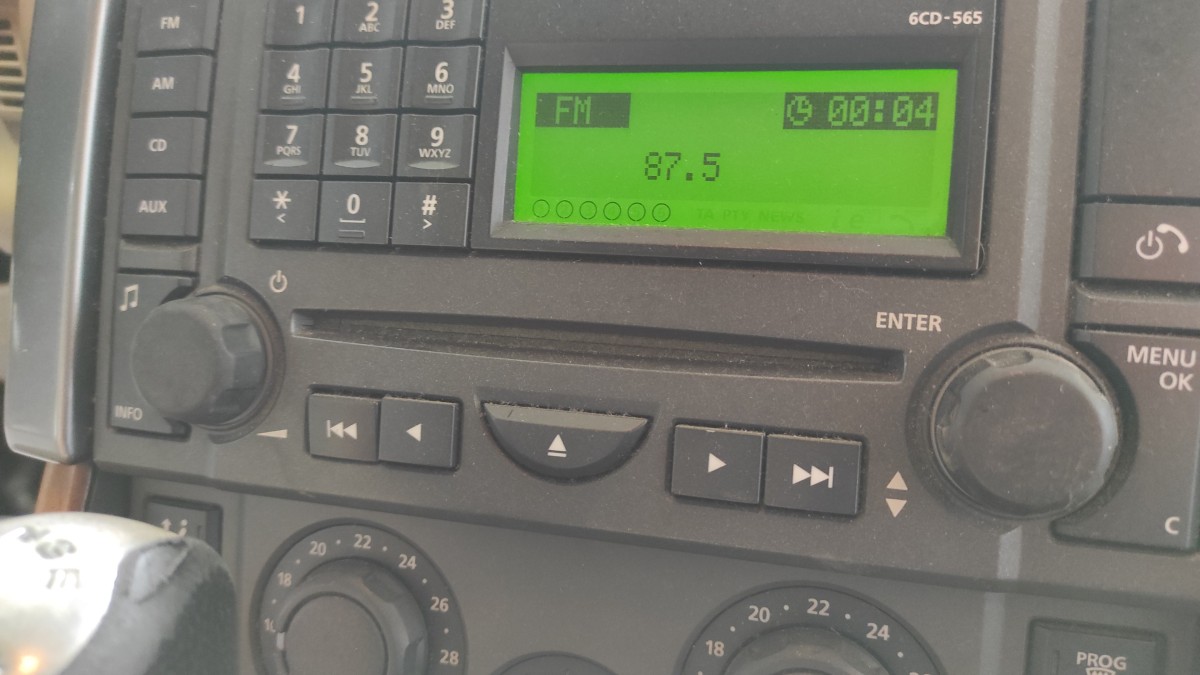 6CD-565
FM
1
2 ABC
3 DEF
AM
4 GHI
5 JKL
6 MNO
FM
00:04
CD
7 PQRS
8 TUV
9 WXYZ
87.5
AUX
* <
0
# >
TA PTY NEWS
ENTER
MENU
OK
INFO
C
18 20 22 24 26 28
18 20 22 24
PROG